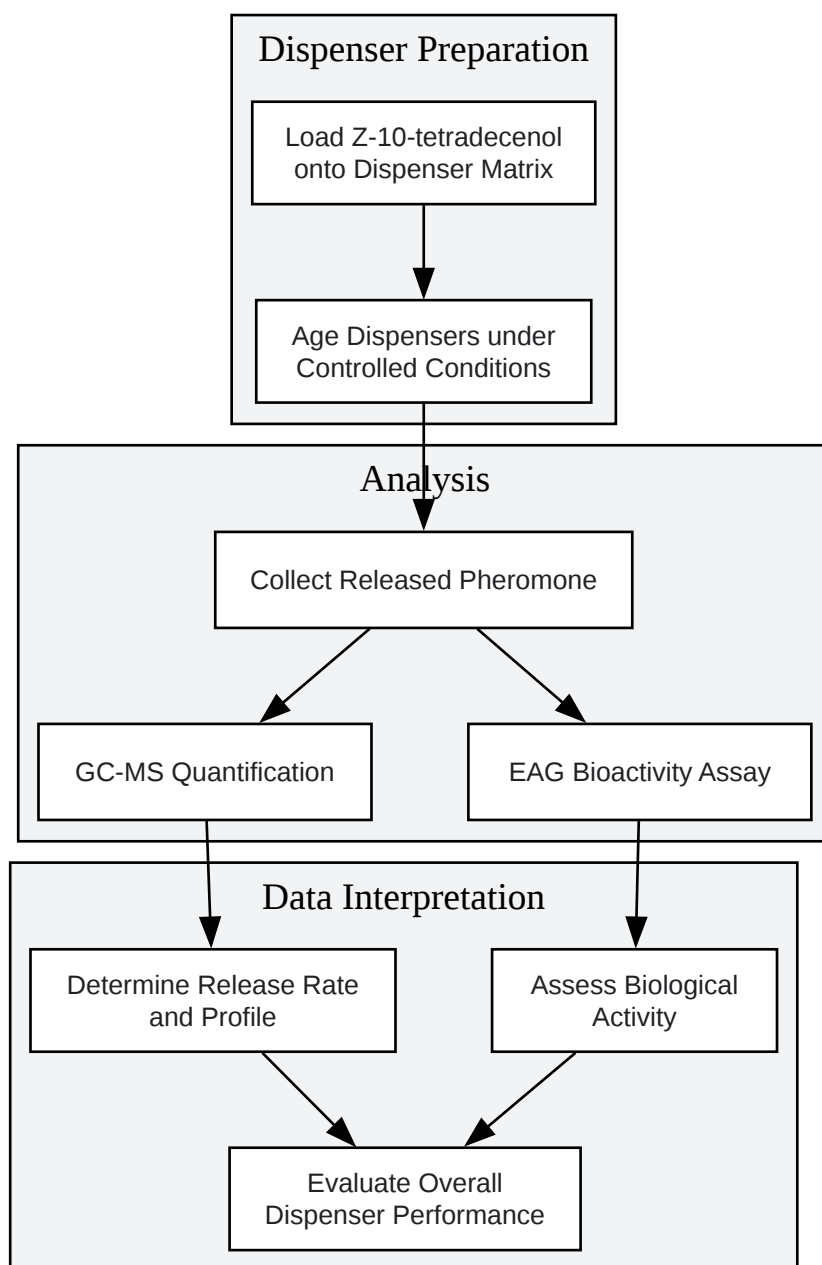 Dispenser Preparation
Load Z-10-tetradecenol
onto Dispenser Matrix
Age Dispensers under
Controlled Conditions
Analysis
Collect Released Pheromone
GC-MS Quantification
EAG Bioactivity Assay
Data Interpretation
Determine Release Rate
and Profile
Assess Biological
Activity
Evaluate Overall
Dispenser Performance